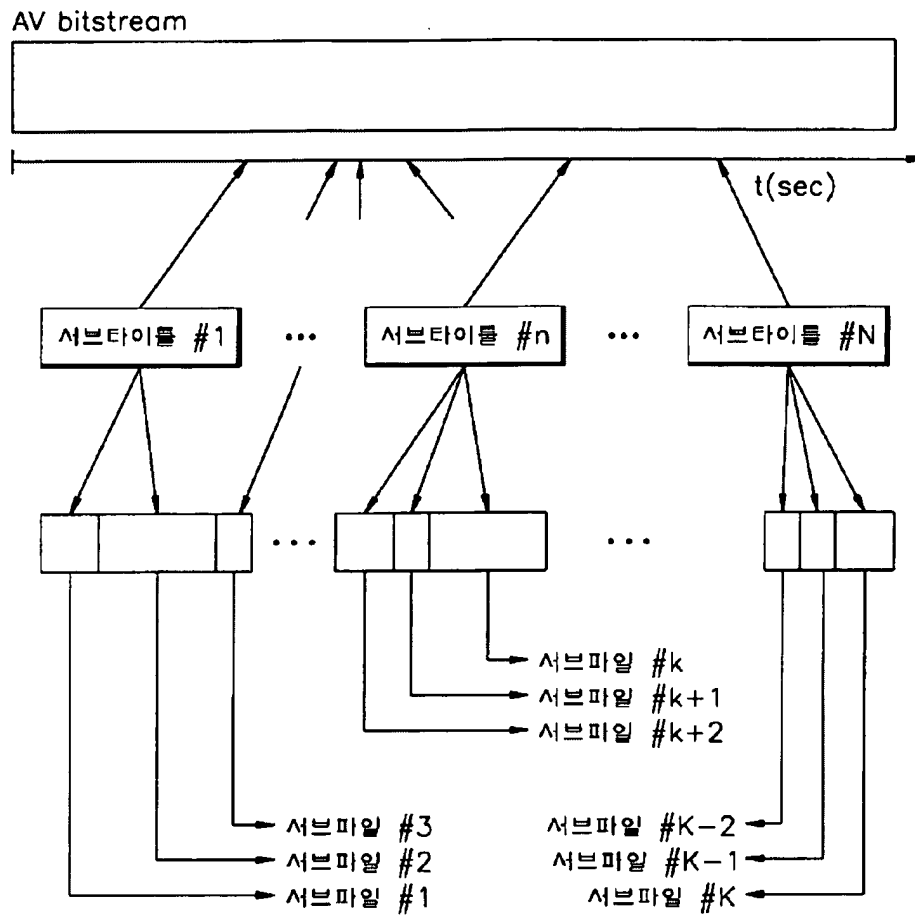 AV bitstream
t(sec)
서브타이틀 #1 ... 서브타이틀 #n ... 서브타이틀 #N
... ...
서브파일 #k
서브파일 #k+1
서브파일 #k+2
서브파일 #3 서브파일 #K-2
서브파일 #2 서브파일 #K-1
서브파일 #1 서브파일 #K